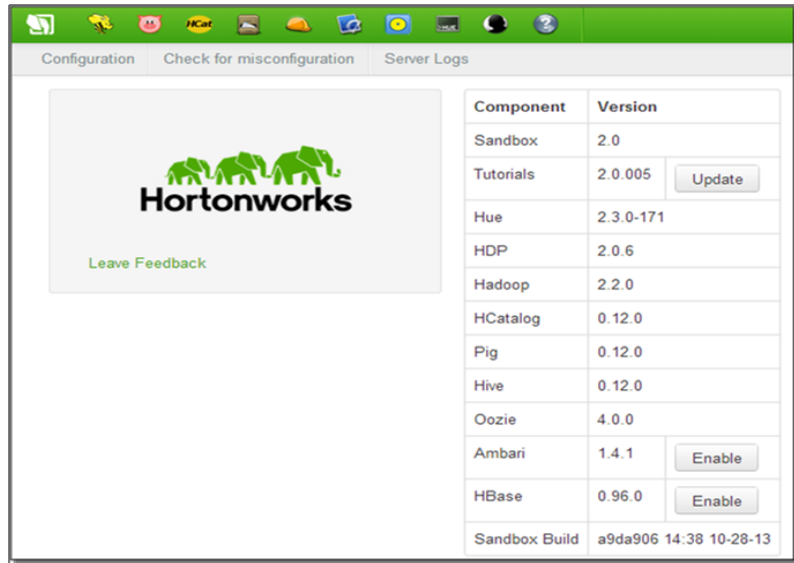 HCat
Configuration Check for misconfiguration Server Logs
Hortonworks
Leave Feedback
Component Version
Sandbox 2.0
Tutorials 2.0.005 Update
Hue 2.3.0-171
HDP 2.0.6
Hadoop 2.2.0
HCatalog 0.12.0
Pig 0.12.0
Hive 0.12.0
Oozie 4.0.0
Ambari 1.4.1 Enable
HBase 0.96.0 Enable
Sandbox Build a9da906 14:38 10-28-13